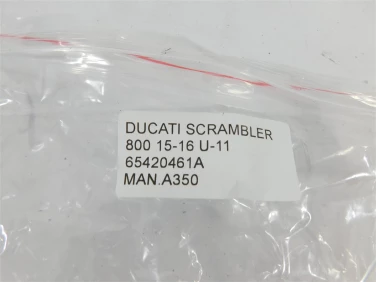 DUCATI SCRAMBLER
800 15-16 U-11
65420461A
MAN.A350